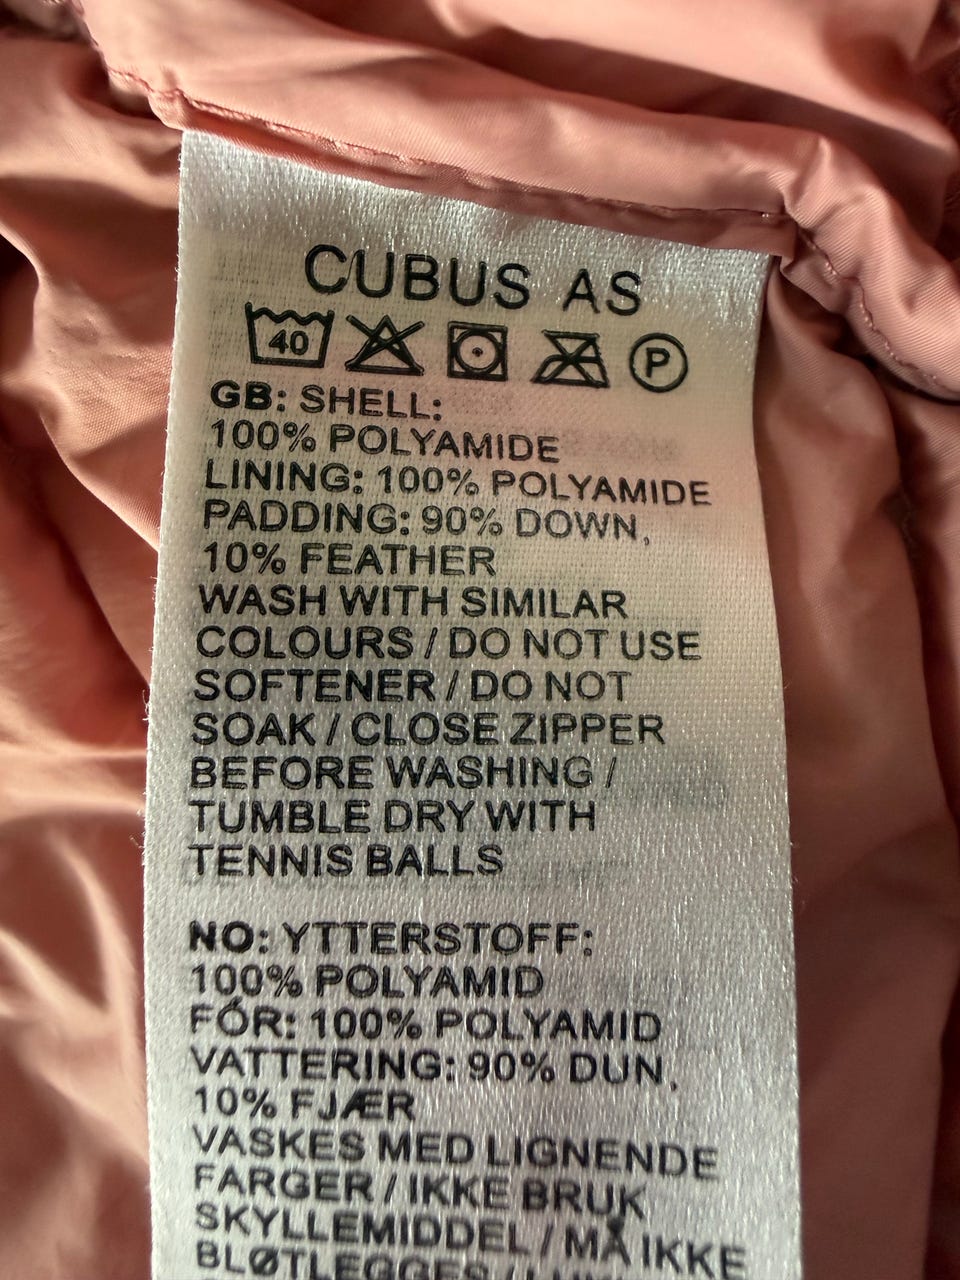 CUBUS AS
40 P
GB: SHELL:
100% POLYAMIDE
LINING: 100% POLYAMIDE
PADDING: 90% DOWN,
10% FEATHER
WASH WITH SIMILAR
COLOURS / DO NOT USE
SOFTENER / DO NOT
SOAK / CLOSE ZIPPER
BEFORE WASHING /
TUMBLE DRY WITH
TENNIS BALLS
NO: YTTERSTOFF:
100% POLYAMID
FÓR: 100% POLYAMID
VATTERING: 90% DUN,
10% FJÆR
VASKES MED LIGNENDE
FARGER / IKKE BRUK
SKYLLEMIDDEL / MÅ IKKE
BLØTLEGGES /